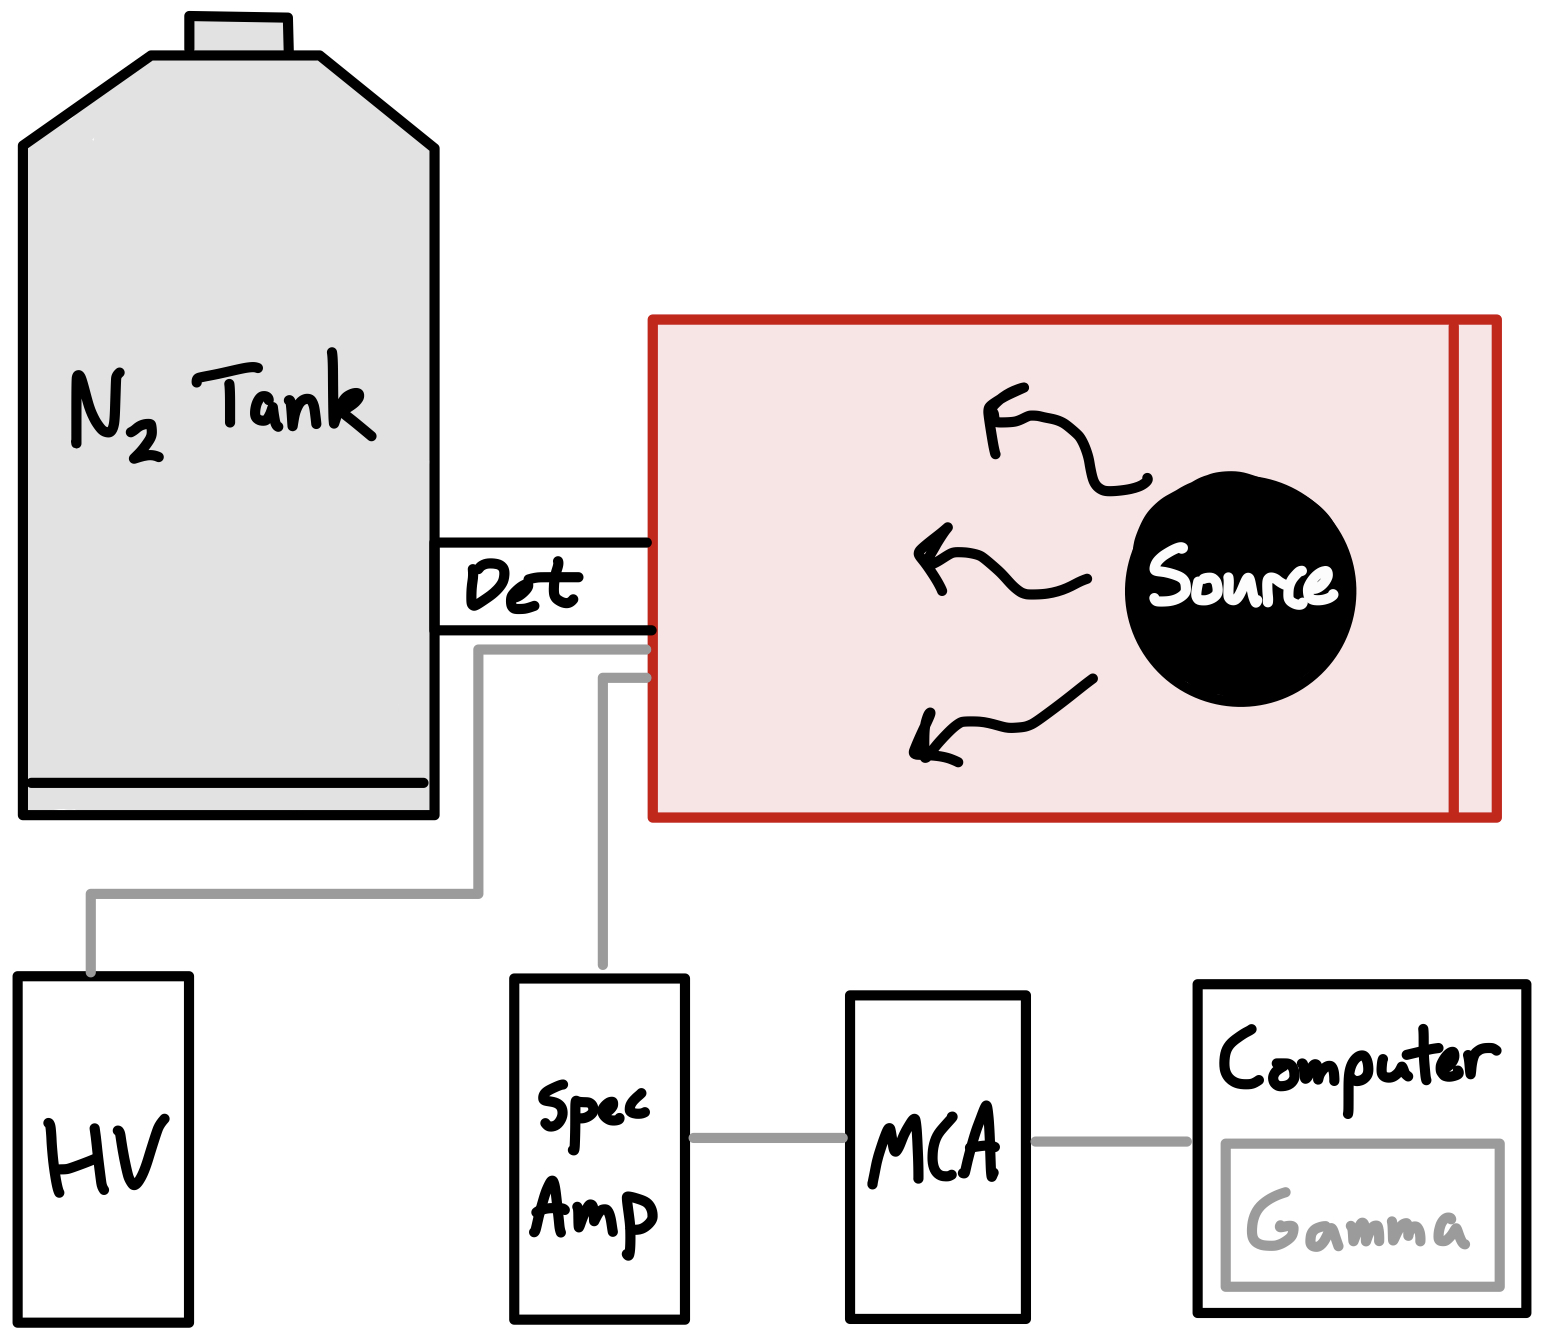 N₂ Tank
Det
Source
HV
Spec
Amp
MCA
Computer
Gamma